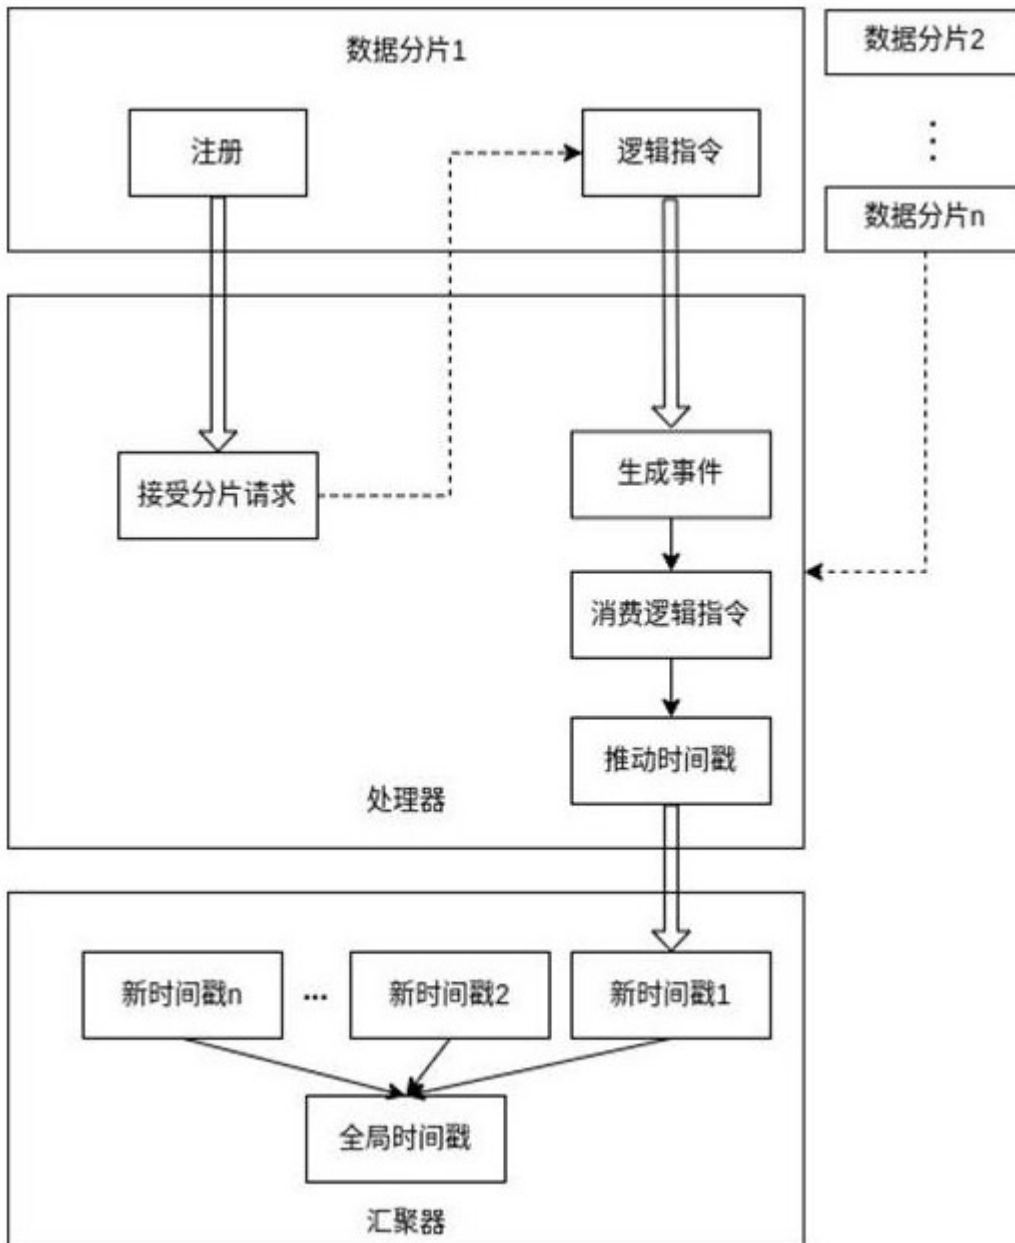 数据分片1
数据分片2
注册
逻辑指令
⋮
数据分片n
接受分片请求
生成事件
消费逻辑指令
推动时间戳
处理器
新时间戳n
...
新时间戳2
新时间戳1
全局时间戳
汇聚器